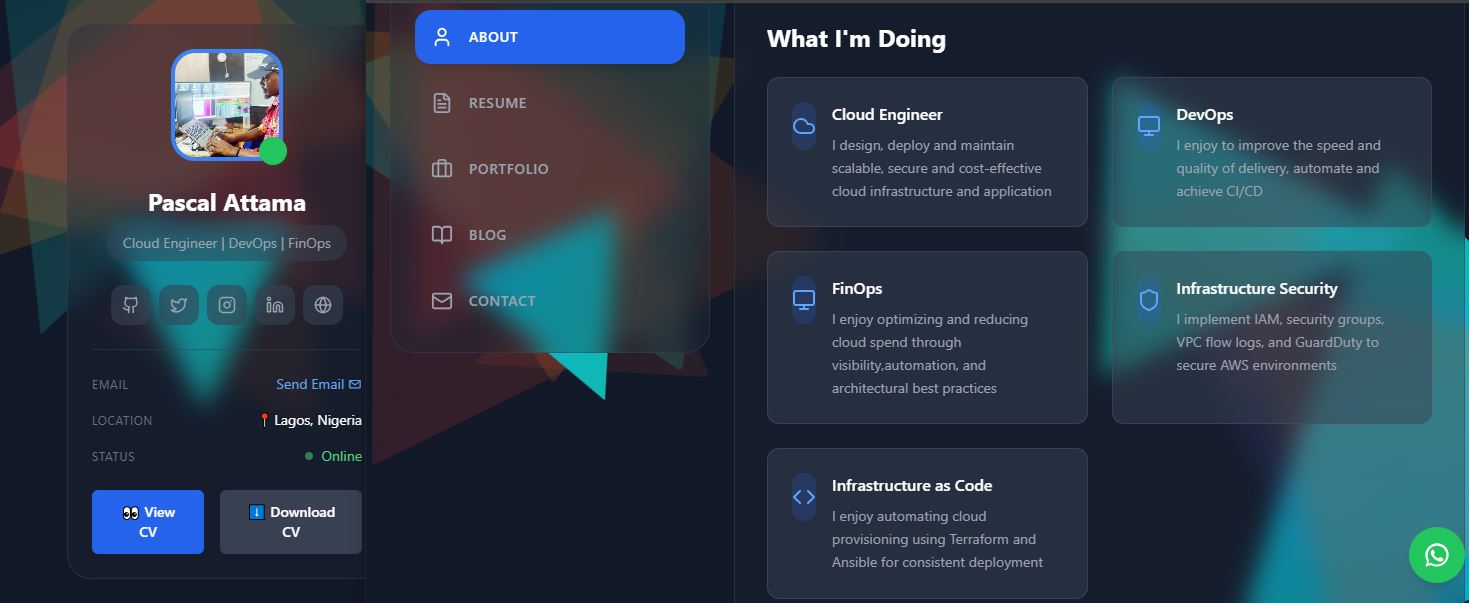 Pascal Attama
Cloud Engineer | DevOps | FinOps
EMAIL
Send Email
LOCATION
Lagos, Nigeria
STATUS
Online
View
CV
Download
CV
ABOUT
RESUME
PORTFOLIO
BLOG
CONTACT
What I'm Doing
Cloud Engineer
I design, deploy and maintain
scalable, secure and cost-effective
cloud infrastructure and application
DevOps
I enjoy to improve the speed and
quality of delivery, automate and
achieve CI/CD
FinOps
I enjoy optimizing and reducing
cloud spend through
visibility,automation, and
architectural best practices
Infrastructure Security
I implement IAM, security groups,
VPC flow logs, and GuardDuty to
secure AWS environments
Infrastructure as Code
I enjoy automating cloud
provisioning using Terraform and
Ansible for consistent deployment